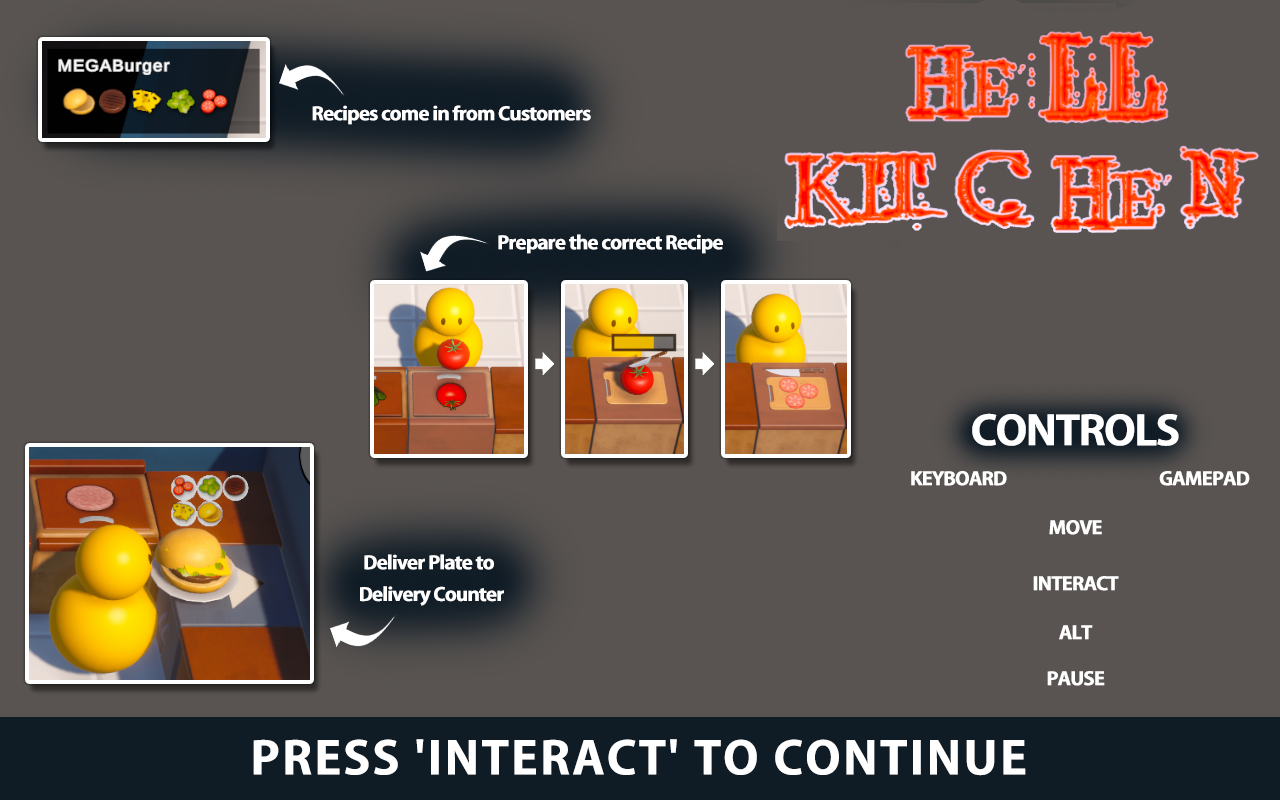 MEGABurger
Recipes come in from Customers
HELL
KITCHEN
Prepare the correct Recipe
Deliver Plate to
Delivery Counter
CONTROLS
KEYBOARD GAMEPAD
MOVE
INTERACT
ALT
PAUSE
PRESS 'INTERACT' TO CONTINUE